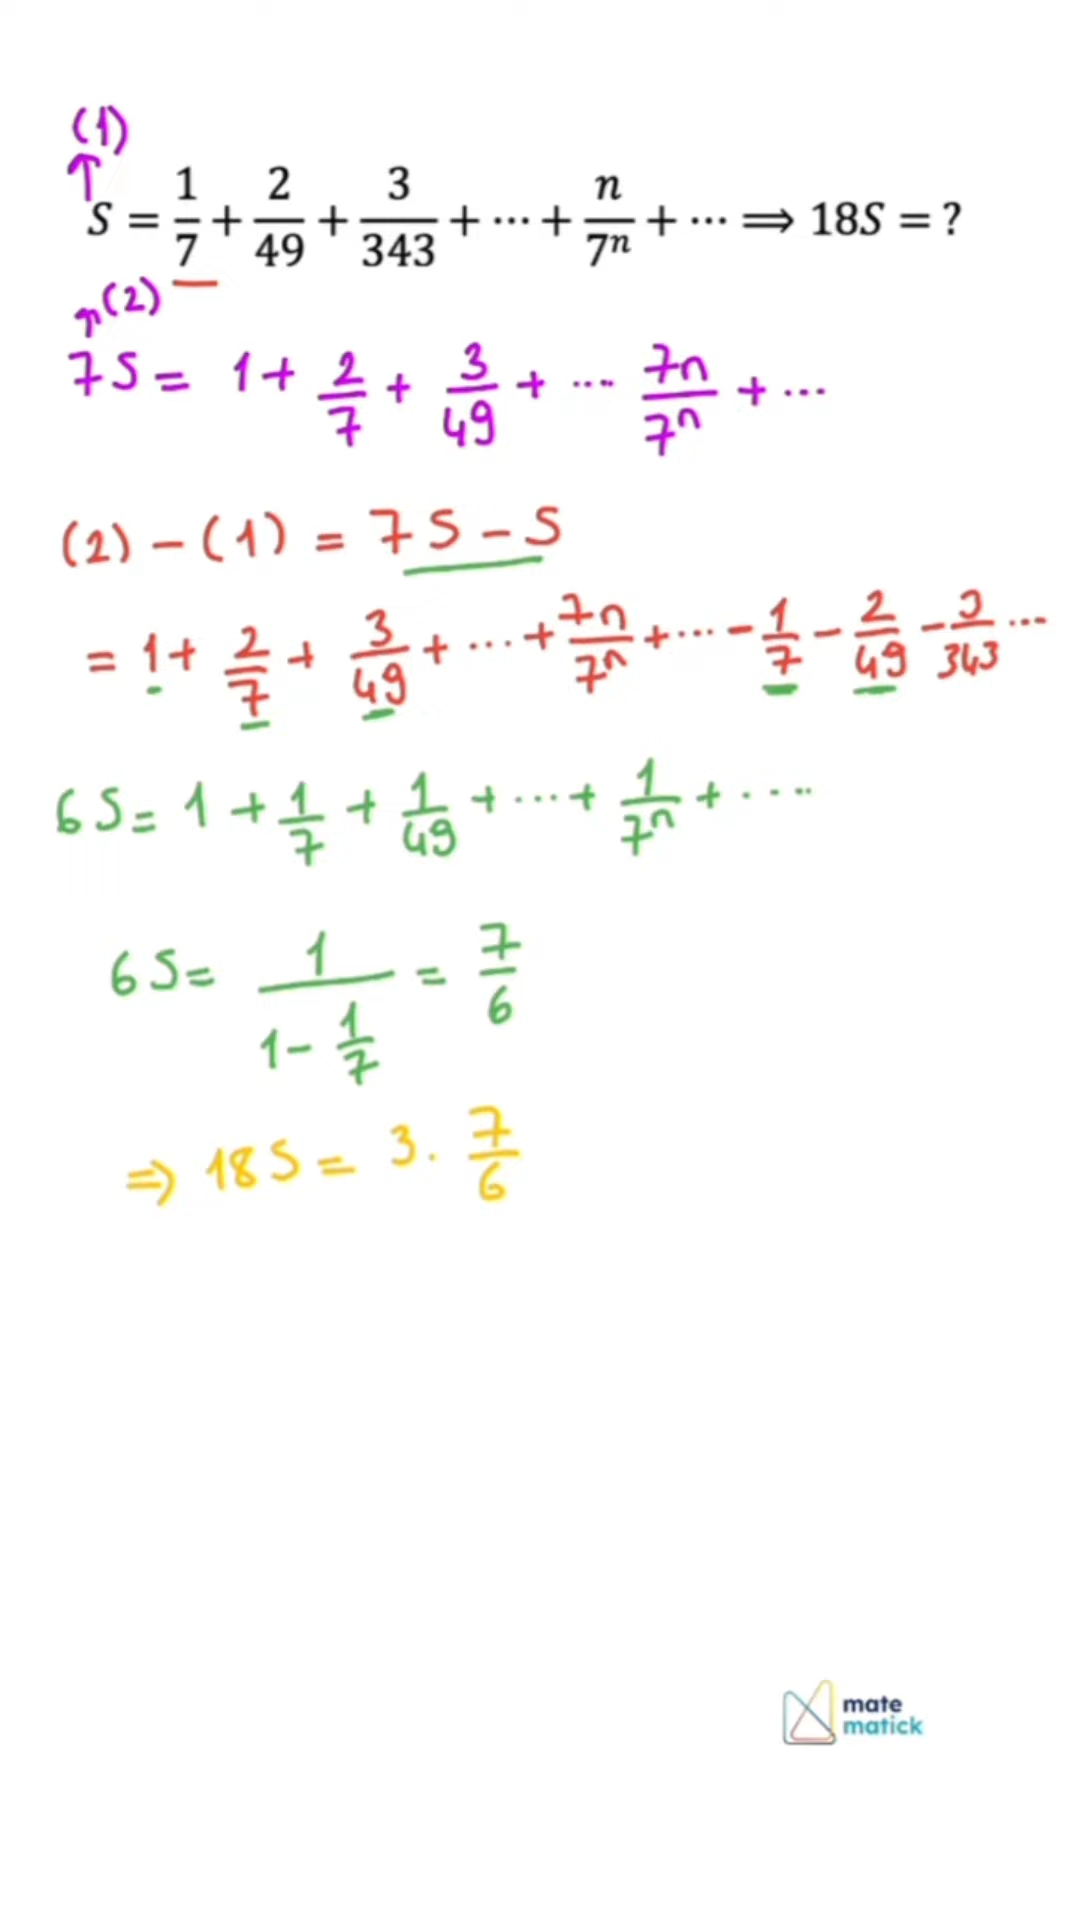 (1)
↑
S = 1/7 + 2/49 + 3/343 + ⋯ + n/7ⁿ + ⋯ ⟹ 18S = ?
↑(2)
7S = 1 + 2/7 + 3/49 + ⋯ 7n/7ⁿ + ⋯
(2) - (1) = 7S - S
= 1 + 2/7 + 3/49 + ⋯ + 7n/7ⁿ + ⋯ - 1/7 - 2/49 - 3/343 ⋯
6S = 1 + 1/7 + 1/49 + ⋯ + 1/7ⁿ + ⋯
6S = 1/(1 - 1/7) = 7/6
⇒ 18S = 3 · 7/6
mate
matick